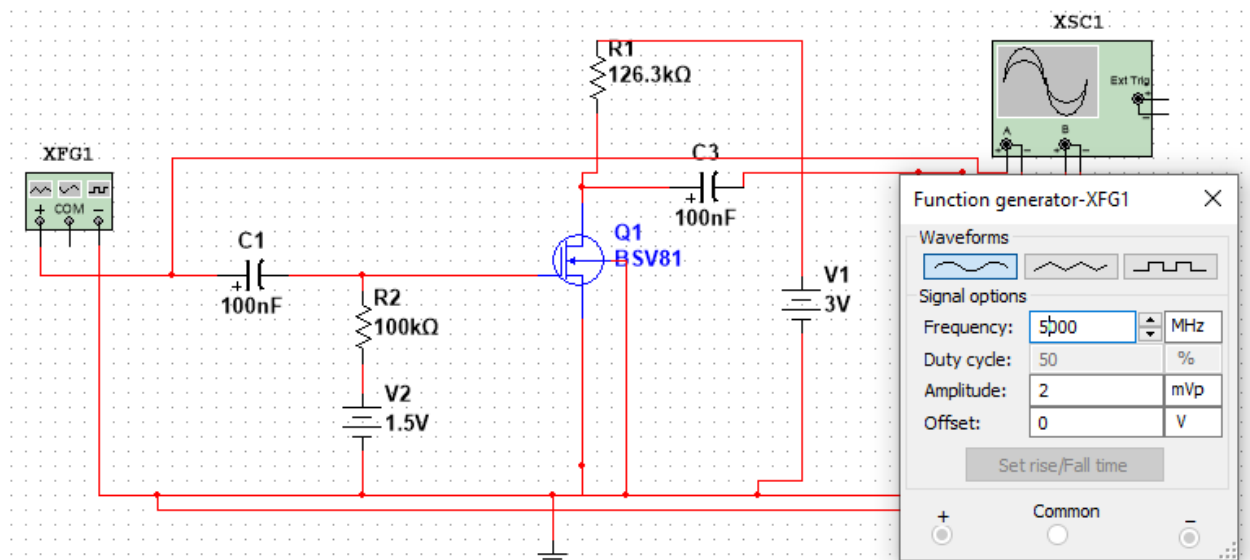 XSC1
R1
126.3kΩ
Ext Trig
+
−
A
B
+ − + −
XFG1
C3
+
100nF
+ COM −
C1
+
100nF
Q1
BSV81
R2
100kΩ
V1
3V
V2
1.5V
Function generator-XFG1
Waveforms
Signal options
Frequency: 5000 MHz
Duty cycle: 50 %
Amplitude: 2 mVp
Offset: 0 V
Set rise/Fall time
+ Common −